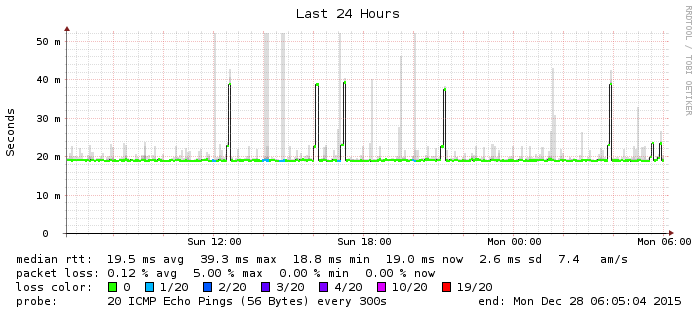 Last 24 Hours
RRDTOOL / TOBI OETIKER
Seconds
50 m
40 m
30 m
20 m
10 m
0
Sun 12:00 Sun 18:00 Mon 00:00 Mon 06:00
median rtt: 19.5 ms avg 39.3 ms max 18.8 ms min 19.0 ms now 2.6 ms sd 7.4 am/s
packet loss: 0.12 % avg 5.00 % max 0.00 % min 0.00 % now
loss color: 0 1/20 2/20 3/20 4/20 10/20 19/20
probe: 20 ICMP Echo Pings (56 Bytes) every 300s end: Mon Dec 28 06:05:04 2015